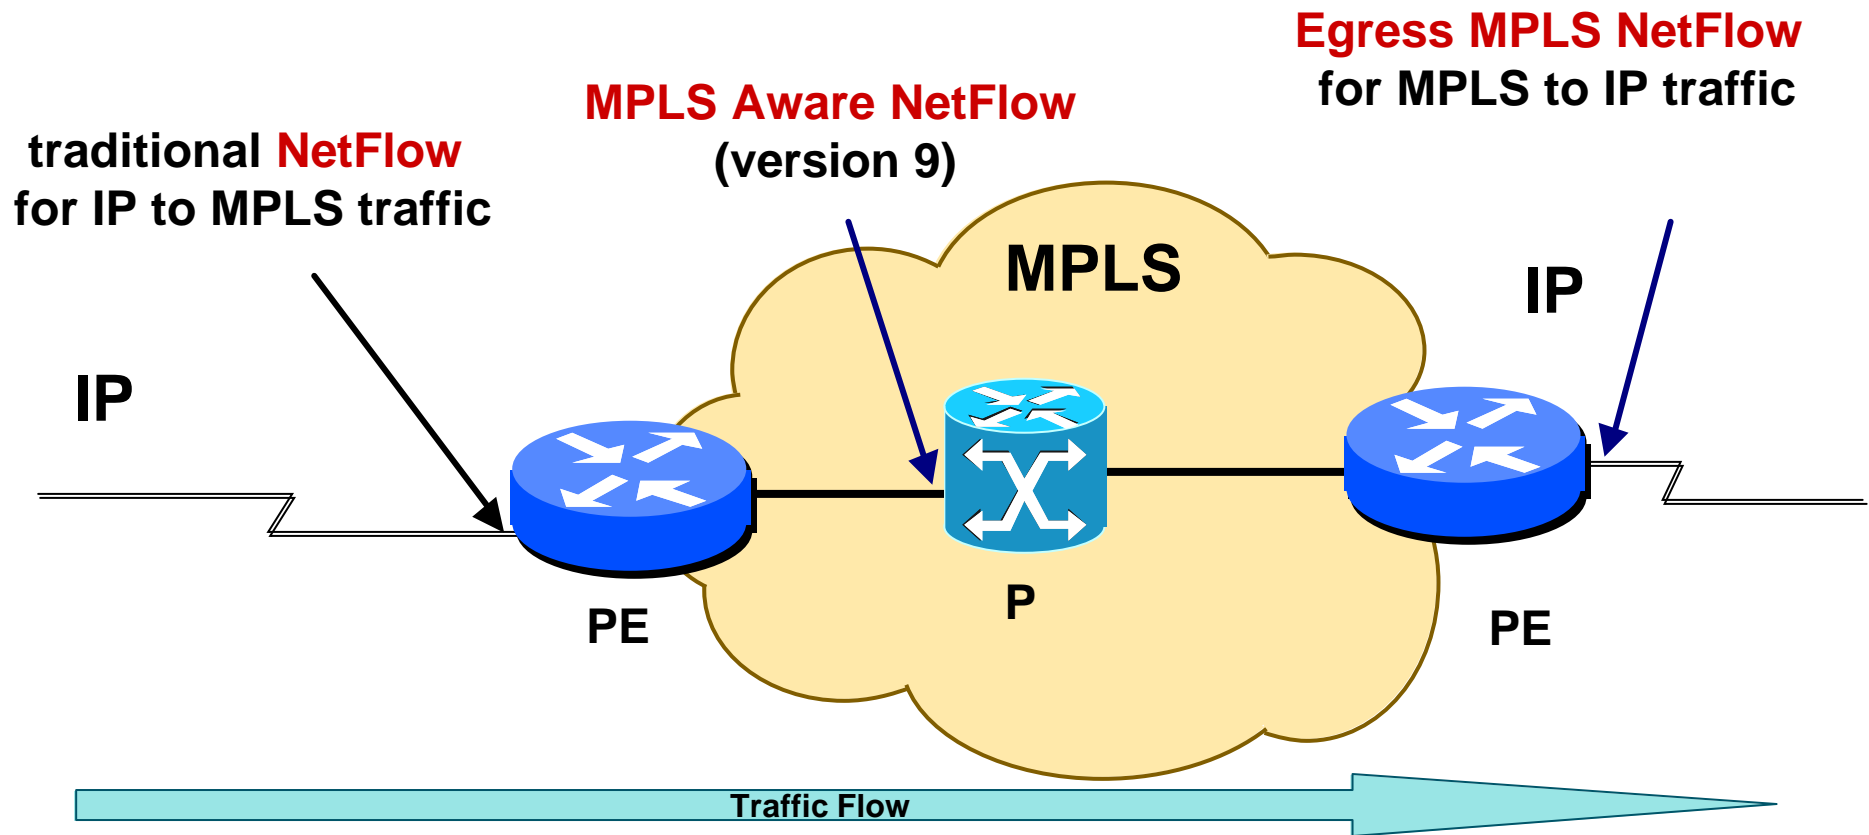 Egress MPLS NetFlow
for MPLS to IP traffic
MPLS Aware NetFlow
(version 9)
traditional NetFlow
for IP to MPLS traffic
MPLS
IP
IP
P
PE
PE
Traffic Flow